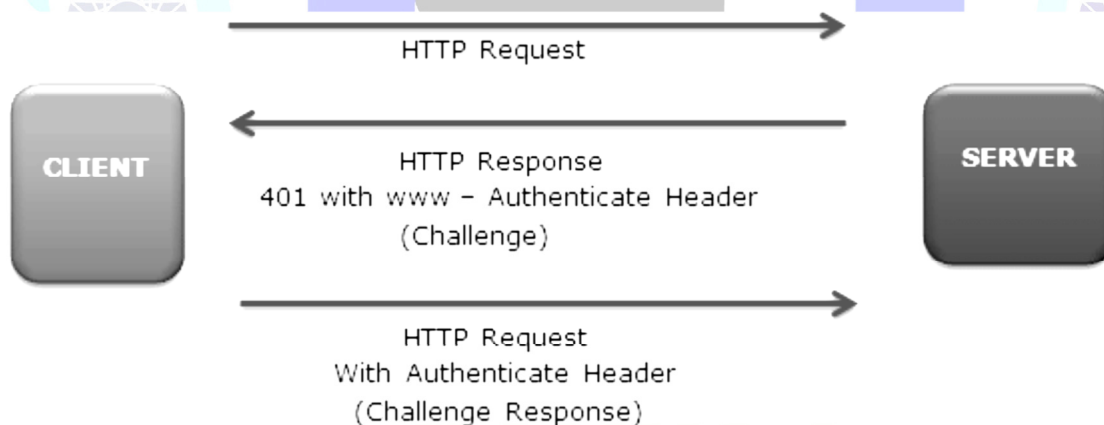 HTTP Request
CLIENT
SERVER
HTTP Response
401 with www – Authenticate Header
(Challenge)
HTTP Request
With Authenticate Header
(Challenge Response)